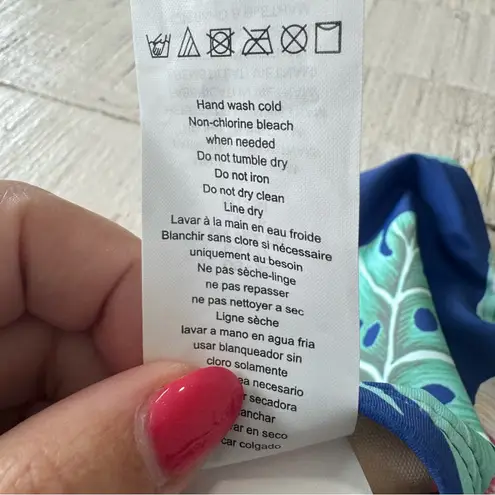 Hand wash cold
Non-chlorine bleach
when needed
Do not tumble dry
Do not iron
Do not dry clean
Line dry
Lavar à la main en eau froide
Blanchir sans clore si nécessaire
uniquement au besoin
Ne pas sèche-linge
ne pas repasser
ne pas nettoyer a sec
Ligne sèche
lavar a mano en agua fria
usar blanqueador sin
cloro solamente
ea necesario
secadora
anchar
ar en seco
car colgado